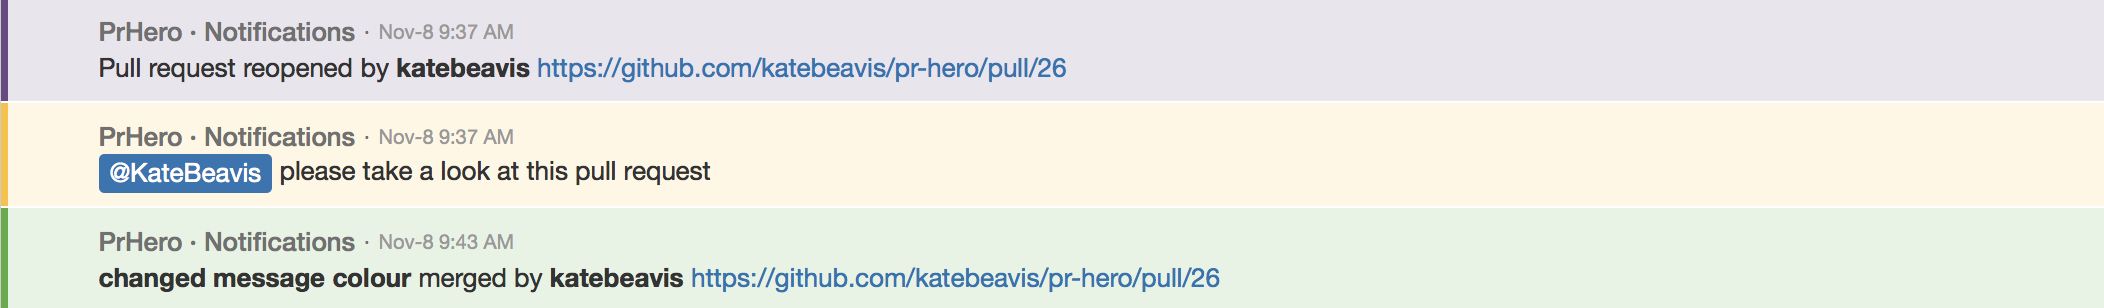 PrHero · Notifications · Nov-8 9:37 AM
Pull request reopened by katebeavis https://github.com/katebeavis/pr-hero/pull/26
PrHero · Notifications · Nov-8 9:37 AM
@KateBeavis please take a look at this pull request
PrHero · Notifications · Nov-8 9:43 AM
changed message colour merged by katebeavis https://github.com/katebeavis/pr-hero/pull/26